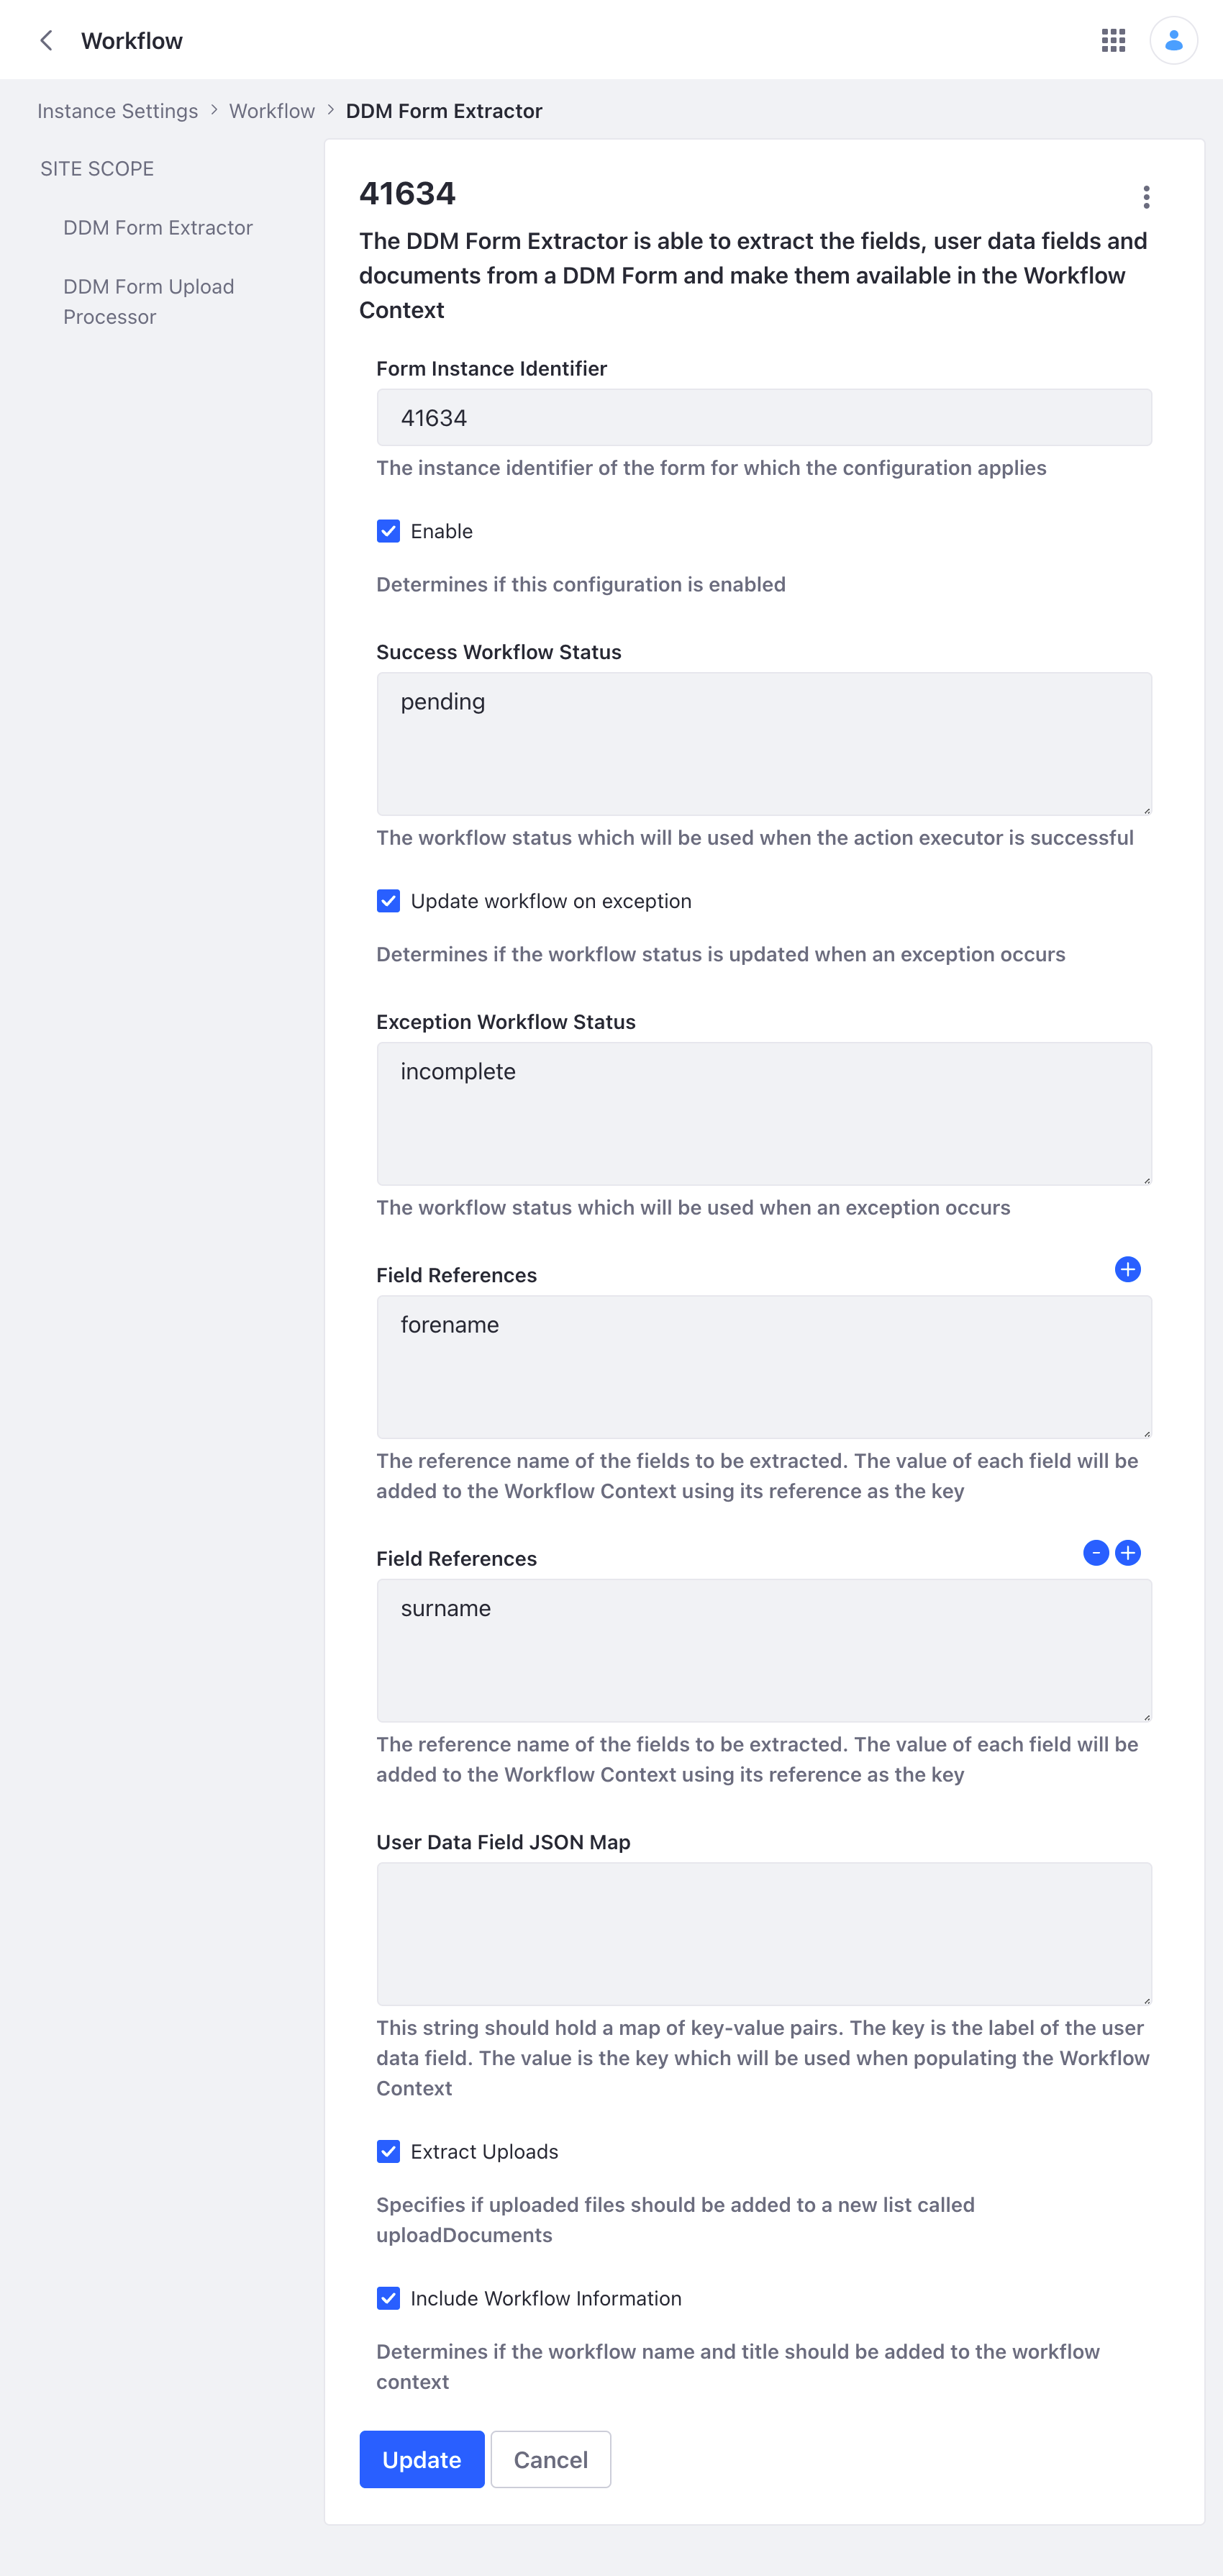 Workflow
Instance Settings > Workflow > DDM Form Extractor
SITE SCOPE
DDM Form Extractor
DDM Form Upload
Processor
41634
The DDM Form Extractor is able to extract the fields, user data fields and
documents from a DDM Form and make them available in the Workflow
Context
Form Instance Identifier
41634
The instance identifier of the form for which the configuration applies
Enable
Determines if this configuration is enabled
Success Workflow Status
pending
The workflow status which will be used when the action executor is successful
Update workflow on exception
Determines if the workflow status is updated when an exception occurs
Exception Workflow Status
incomplete
The workflow status which will be used when an exception occurs
Field References
forename
The reference name of the fields to be extracted. The value of each field will be
added to the Workflow Context using its reference as the key
Field References
surname
The reference name of the fields to be extracted. The value of each field will be
added to the Workflow Context using its reference as the key
User Data Field JSON Map
This string should hold a map of key-value pairs. The key is the label of the user
data field. The value is the key which will be used when populating the Workflow
Context
Extract Uploads
Specifies if uploaded files should be added to a new list called
uploadDocuments
Include Workflow Information
Determines if the workflow name and title should be added to the workflow
context
Update Cancel